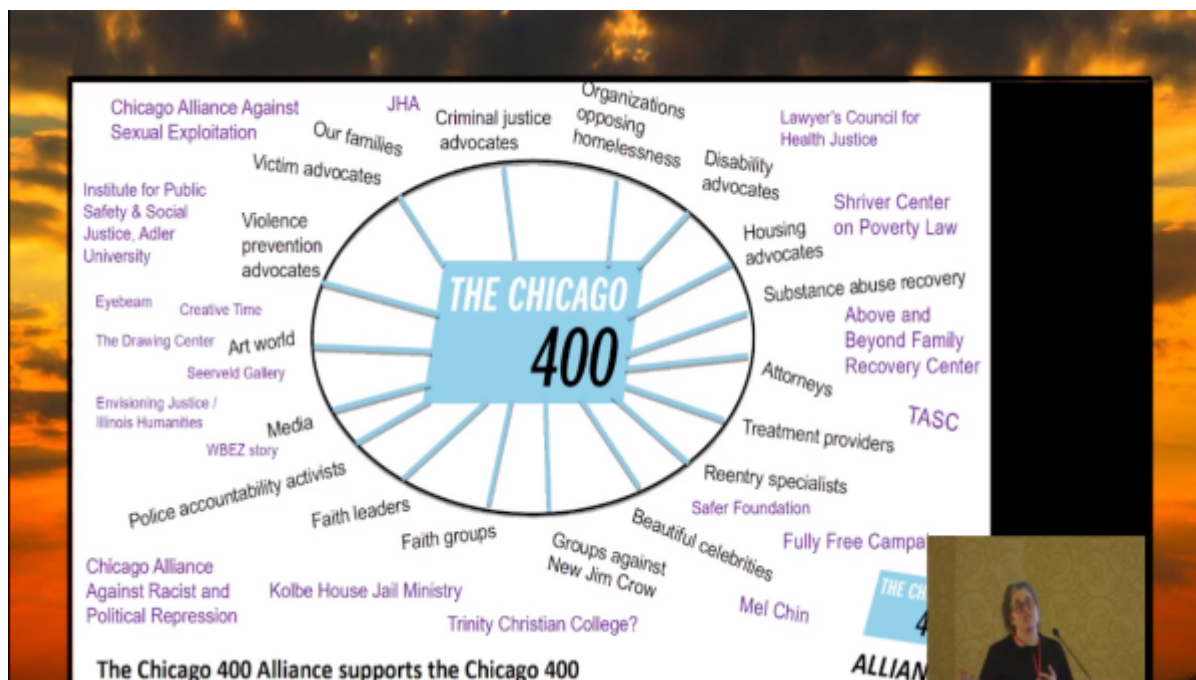 Chicago Alliance Against
Sexual Exploitation
JHA
Our families
Victim advocates
Criminal justice
advocates
Organizations
opposing
homelessness
Disability
advocates
Lawyer's Council for
Health Justice
Institute for Public
Safety & Social
Justice, Adler
University
Violence
prevention
advocates
Housing
advocates
Shriver Center
on Poverty Law
Substance abuse recovery
Eyebeam
Creative Time
The Drawing Center
Art world
Seerveld Gallery
THE CHICAGO
400
Above and
Beyond Family
Recovery Center
Attorneys
Envisioning Justice /
Illinois Humanities
Media
WBEZ story
TASC
Treatment providers
Police accountability activists
Reentry specialists
Faith leaders
Safer Foundation
Faith groups
Beautiful celebrities
Groups against
New Jim Crow
Fully Free
Chicago Alliance
Against Racist and
Political Repression
Kolbe House Jail Ministry
Mel Chin
Trinity Christian College?
THE
4
The Chicago 400 Alliance supports the Chicago 400